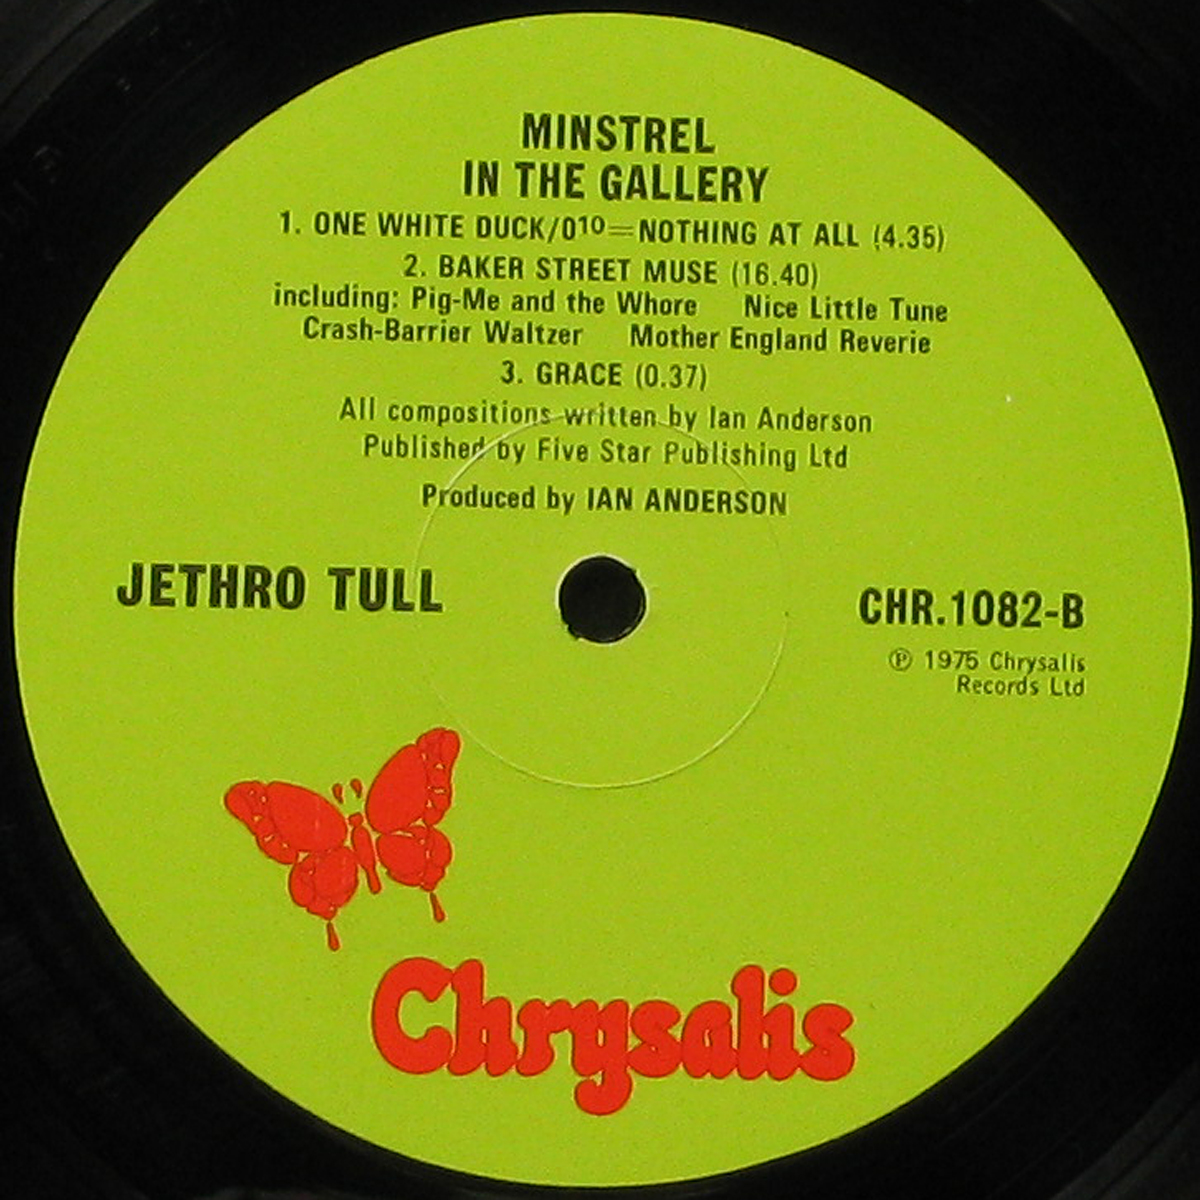 MINSTREL
IN THE GALLERY
1. ONE WHITE DUCK/0¹⁰=NOTHING AT ALL (4.35)
2. BAKER STREET MUSE (16.40)
including: Pig-Me and the Whore Nice Little Tune
Crash-Barrier Waltzer Mother England Reverie
3. GRACE (0.37)
All compositions written by Ian Anderson
Published by Five Star Publishing Ltd
Produced by IAN ANDERSON
JETHRO TULL
CHR.1082-B
℗ 1975 Chrysalis
Records Ltd
Chrysalis